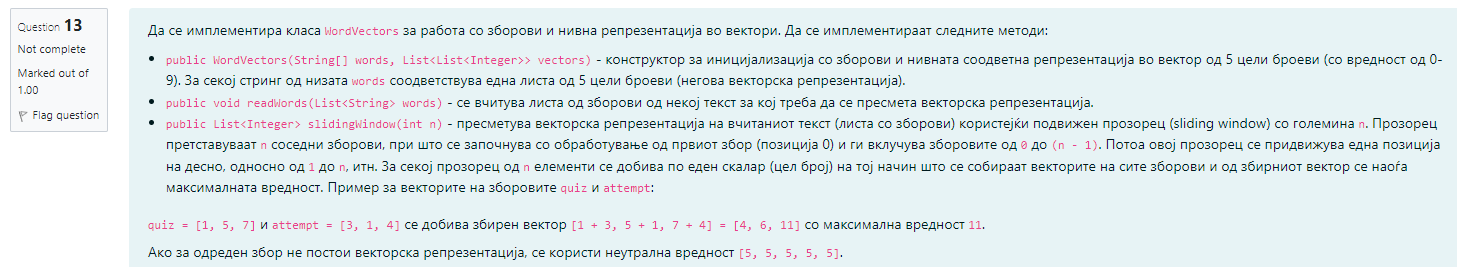 Question 13
Not complete
Marked out of
1.00
Flag question
Да се имплементира класа WordVectors за работа со зборови и нивна репрезентација во вектори. Да се имплементираат следните методи:
• public WordVectors(String[] words, List<List<Integer>> vectors) - конструктор за иницијализација со зборови и нивната соодветна репрезентација во вектор од 5 цели броеви (со вредност од 0-
9). За секој стринг од низата words соодветствува една листа од 5 цели броеви (негова векторска репрезентација).
• public void readWords(List<String> words) - се вчитува листа од зборови од некој текст за кој треба да се пресмета векторска репрезентација.
• public List<Integer> slidingWindow(int n) - пресметува векторска репрезентација на вчитаниот текст (листа со зборови) користејќи подвижен прозорец (sliding window) со големина n. Прозорец
претставуваат n соседни зборови, при што се започнува со обработување од првиот збор (позиција 0) и ги вклучува зборовите од 0 до (n - 1). Потоа овој прозорец се придвижува една позиција
на десно, односно од 1 до n, итн. За секој прозорец од n елементи се добива по еден скалар (цел број) на тој начин што се собираат векторите на сите зборови и од збирниот вектор се наоѓа
максималната вредност. Пример за векторите на зборовите quiz и attempt:
quiz = [1, 5, 7] и attempt = [3, 1, 4] се добива збирен вектор [1 + 3, 5 + 1, 7 + 4] = [4, 6, 11] со максимална вредност 11.
Ако за одреден збор не постои векторска репрезентација, се користи неутрална вредност [5, 5, 5, 5, 5].